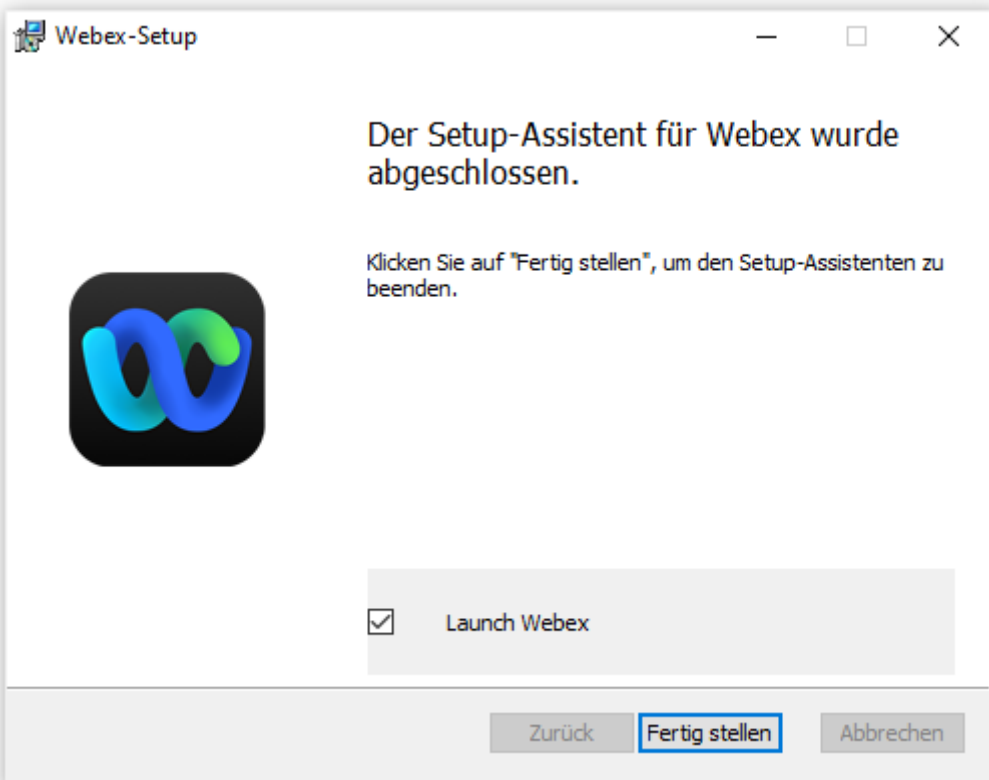 Webex-Setup
Der Setup-Assistent für Webex wurde
abgeschlossen.
Klicken Sie auf "Fertig stellen", um den Setup-Assistenten zu
beenden.
Launch Webex
Zurück
Fertig stellen
Abbrechen